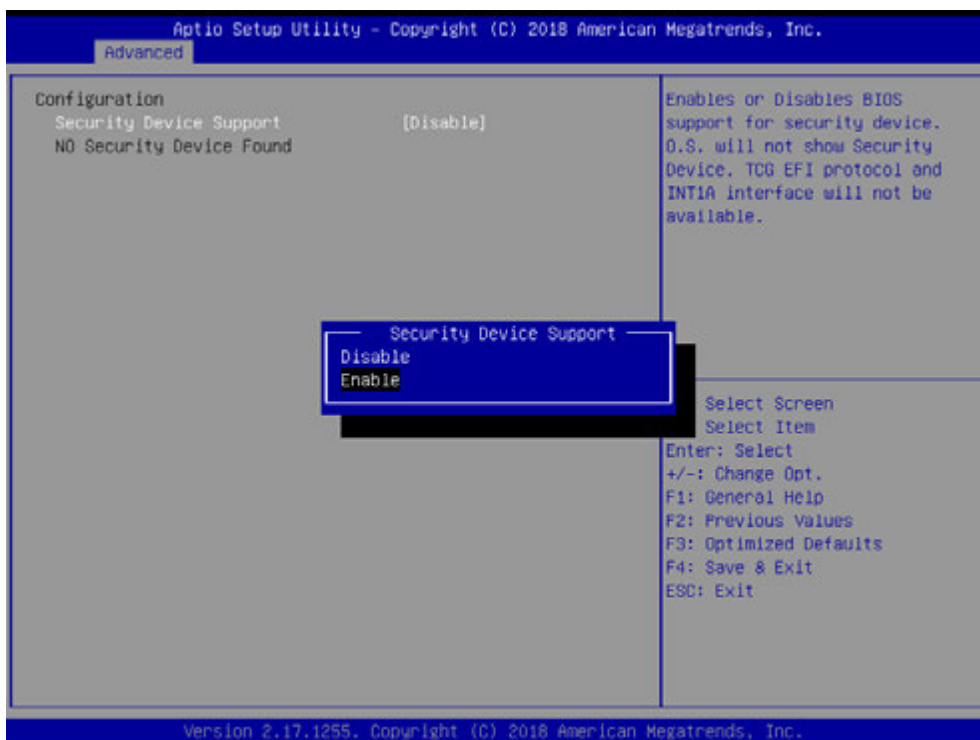 Aptio Setup Utility – Copyright (C) 2018 American Megatrends, Inc.
Advanced
Configuration
Security Device Support [Disable]
NO Security Device Found
Enables or Disables BIOS
support for security device.
O.S. will not show Security
Device. TCG EFI protocol and
INT1A interface will not be
available.
Security Device Support
Disable
Enable
Select Screen
Select Item
Enter: Select
+/-: Change Opt.
F1: General Help
F2: Previous Values
F3: Optimized Defaults
F4: Save & Exit
ESC: Exit
Version 2.17.1255. Copyright (C) 2018 American Megatrends, Inc.